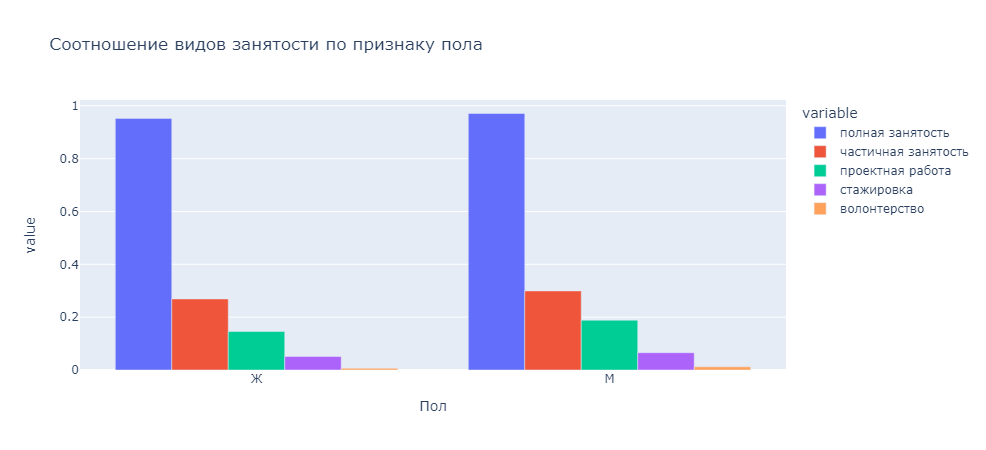 Соотношение видов занятости по признаку пола
value
1
0.8
0.6
0.4
0.2
0
Ж
М
Пол
variable
полная занятость
частичная занятость
проектная работа
стажировка
волонтерство